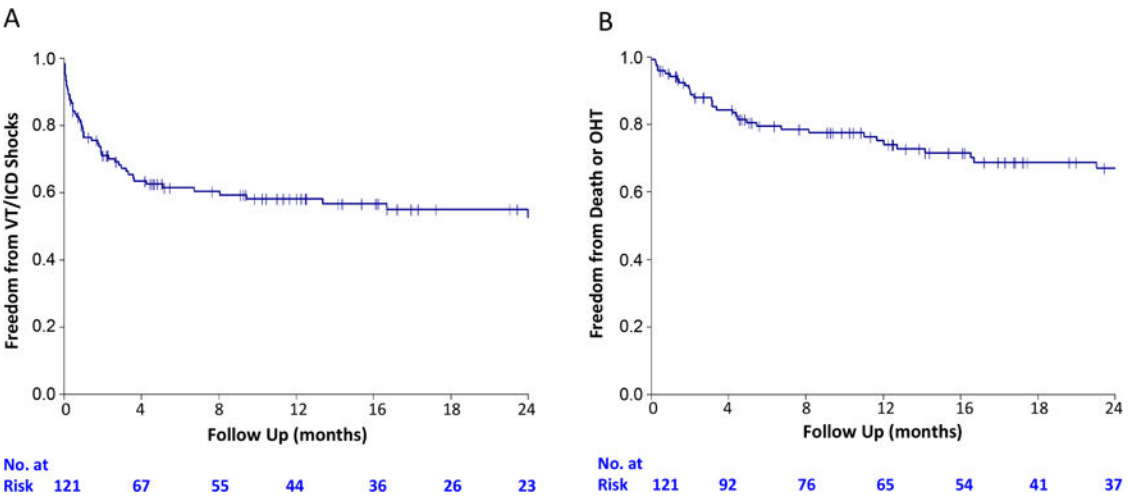 A
1.0
0.8
0.6
0.4
0.2
0.0
Freedom from VT/ICD Shocks
0 4 8 12 16 18 24
Follow Up (months)
No. at
Risk 121 67 55 44 36 26 23
B
1.0
0.8
0.6
0.4
0.2
0.0
Freedom from Death or OHT
0 4 8 12 16 18 24
Follow Up (months)
No. at
Risk 121 92 76 65 54 41 37